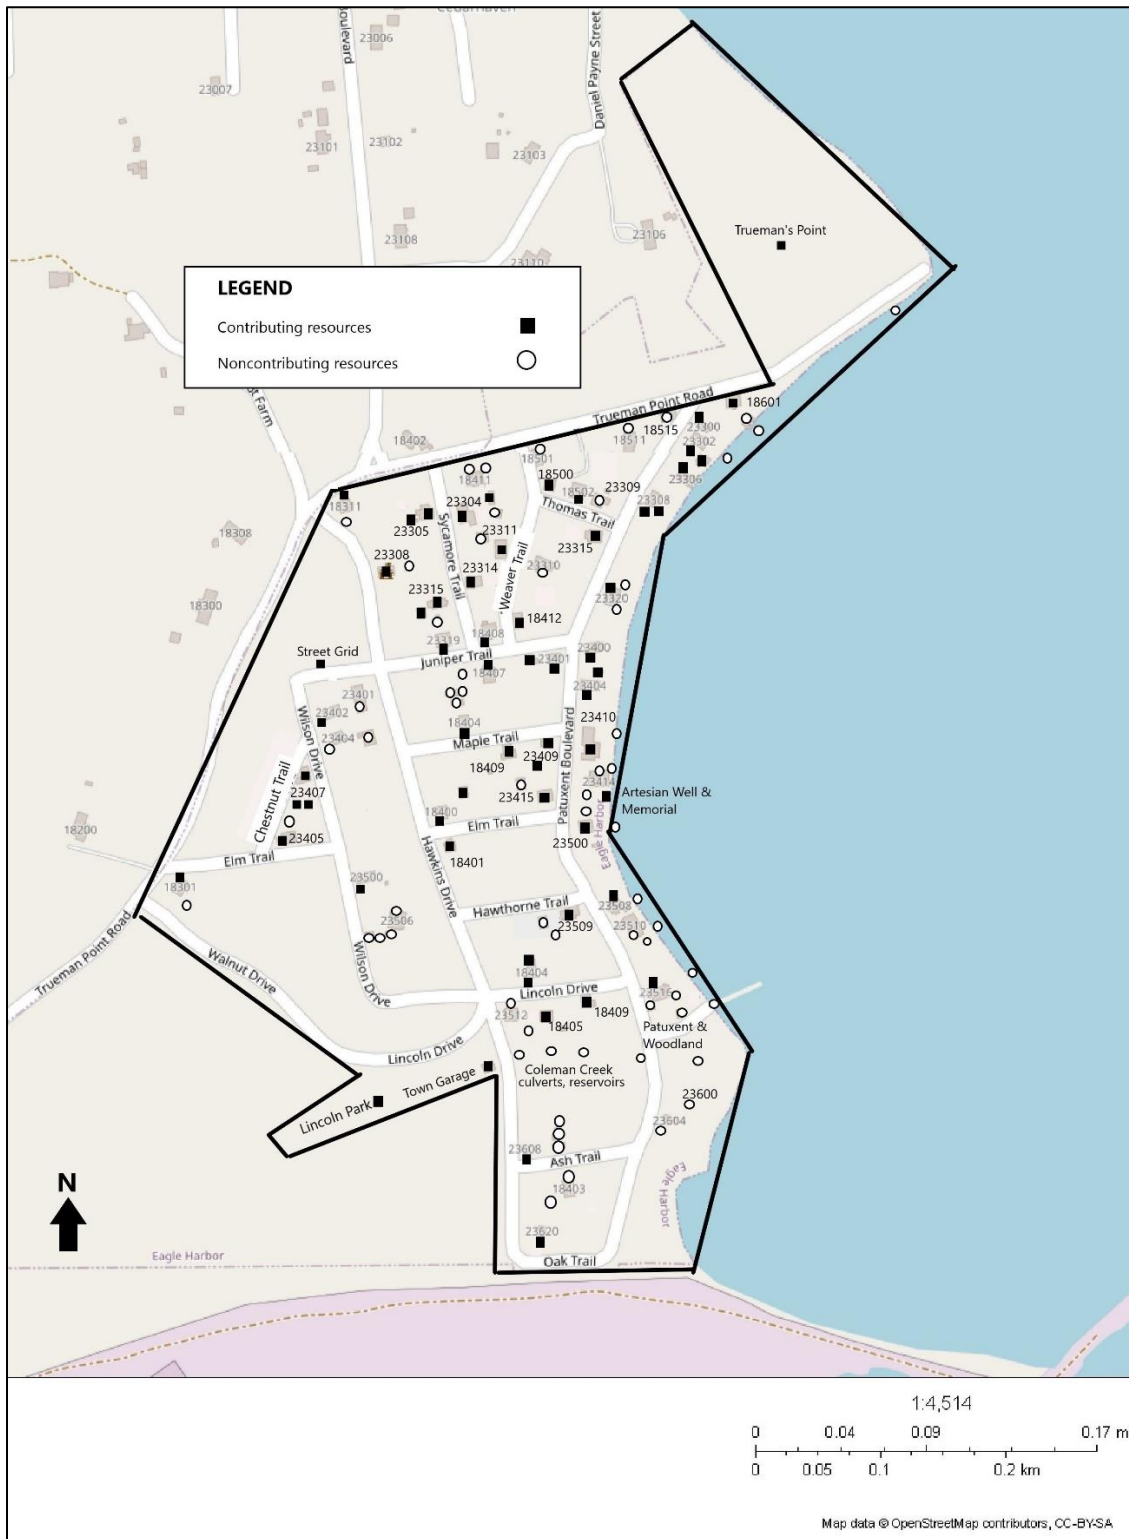 Cedarhaven
Boulevard
23006
Daniel Payne Street
23007
23101
23102
23103
23108
23106
23110
Trueman's Point
LEGEND
Contributing resources
Noncontributing resources
t Farm
Trueman Point Road
18601
18402
18511
18515
23300
23302
23306
18501
18411
18500
18502
23309
23308
18311
23304
23305
Sycamore Trail
23311
Thomas Trail
23315
18308
23308
23314
Weaver Trail
23310
23315
23320
18300
18412
23319
18408
Street Grid
Juniper Trail
18407
23401
23400
23404
23401
23402
Wilson Drive
23404
18404
Maple Trail
23410
Patuxent Boulevard
18409
23409
23414
Chestnut Trail
23407
23415
Artesian Well &
Memorial
18200
18400
Elm Trail
23405
23500
Eagle Harbor
Elm Trail
18401
Hawkins Drive
18301
23500
Hawthorne Trail
23508
23506
23509
23510
Trueman Point Road
Walnut Drive
Wilson Drive
18404
Lincoln Drive
23516
23512
18409
18405
Patuxent &
Woodland
Lincoln Drive
Coleman Creek
culverts, reservoirs
Town Garage
Lincoln Park
23600
23604
23608
Ash Trail
Eagle Harbor
18403
N
23620
Oak Trail
Eagle Harbor
1:4,514
0 0.04 0.09 0.17 m
0 0.05 0.1 0.2 km
Map data © OpenStreetMap contributors, CC-BY-SA